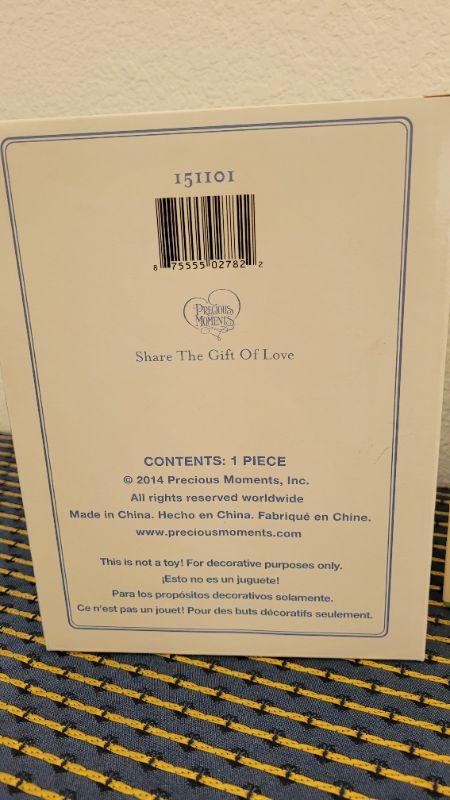 151101
8 75555 02782 2
PRECIOUS
MOMENTS
Share The Gift Of Love
CONTENTS: 1 PIECE
© 2014 Precious Moments, Inc.
All rights reserved worldwide
Made in China. Hecho en China. Fabriqué en Chine.
www.preciousmoments.com
This is not a toy! For decorative purposes only.
¡Esto no es un juguete!
Para los propósitos decorativos solamente.
Ce n'est pas un jouet! Pour des buts décoratifs seulement.